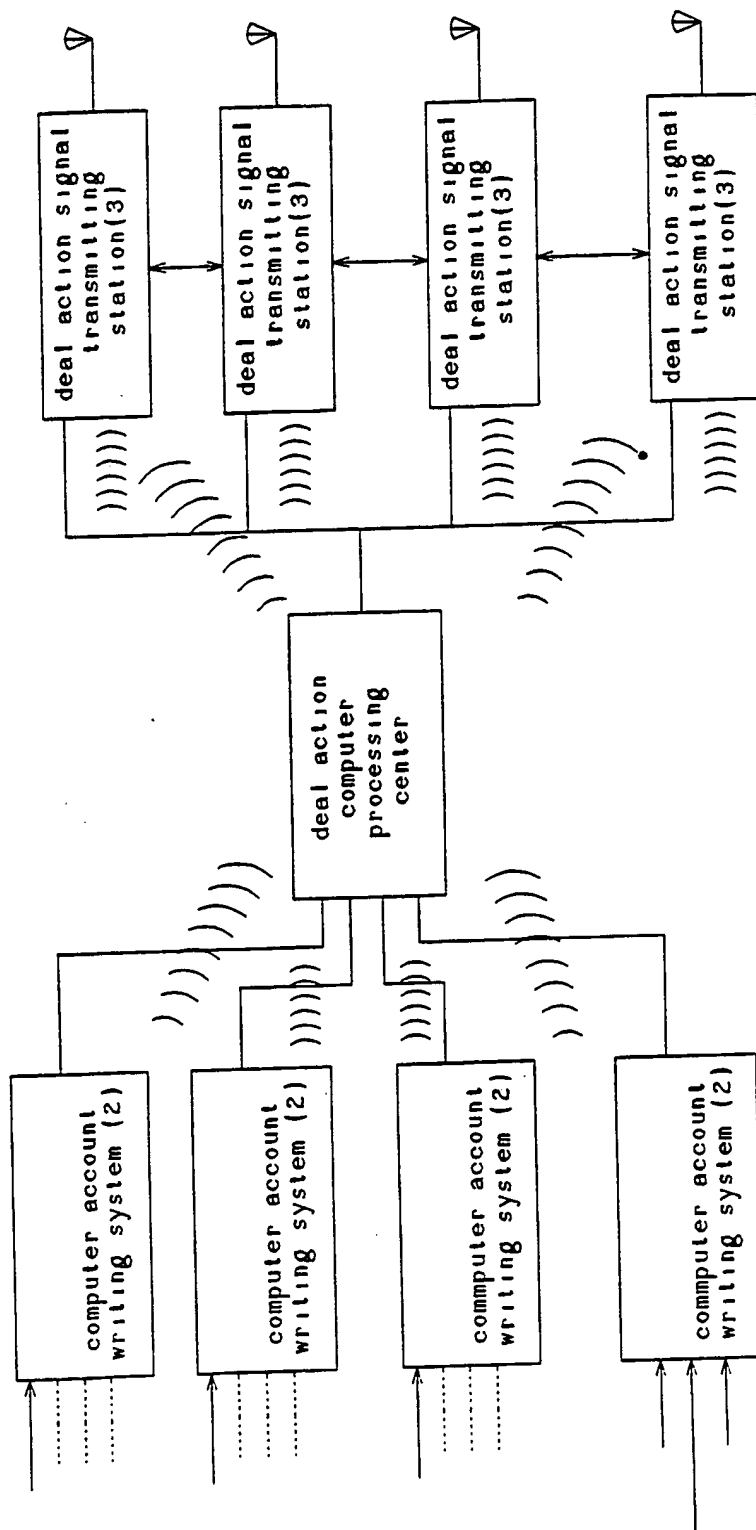 computer account
writing system (2)
computer account
writing system (2)
commputer account
writing system (2)
commputer account
writing system (2)
deal action
computer
processing
center
deal action signal
transmitting
station(3)
deal action signal
transmitting
station(3)
deal action signal
transmitting
station(3)
deal action signal
transmitting
station(3)